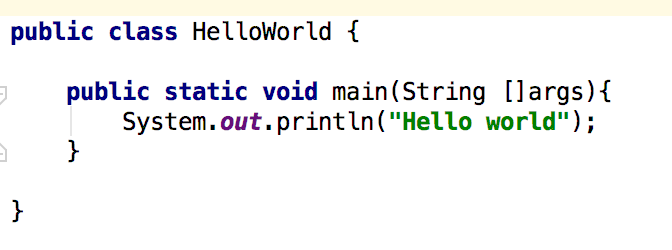 public class HelloWorld {
public static void main(String []args){
System.out.println("Hello world");
}
}